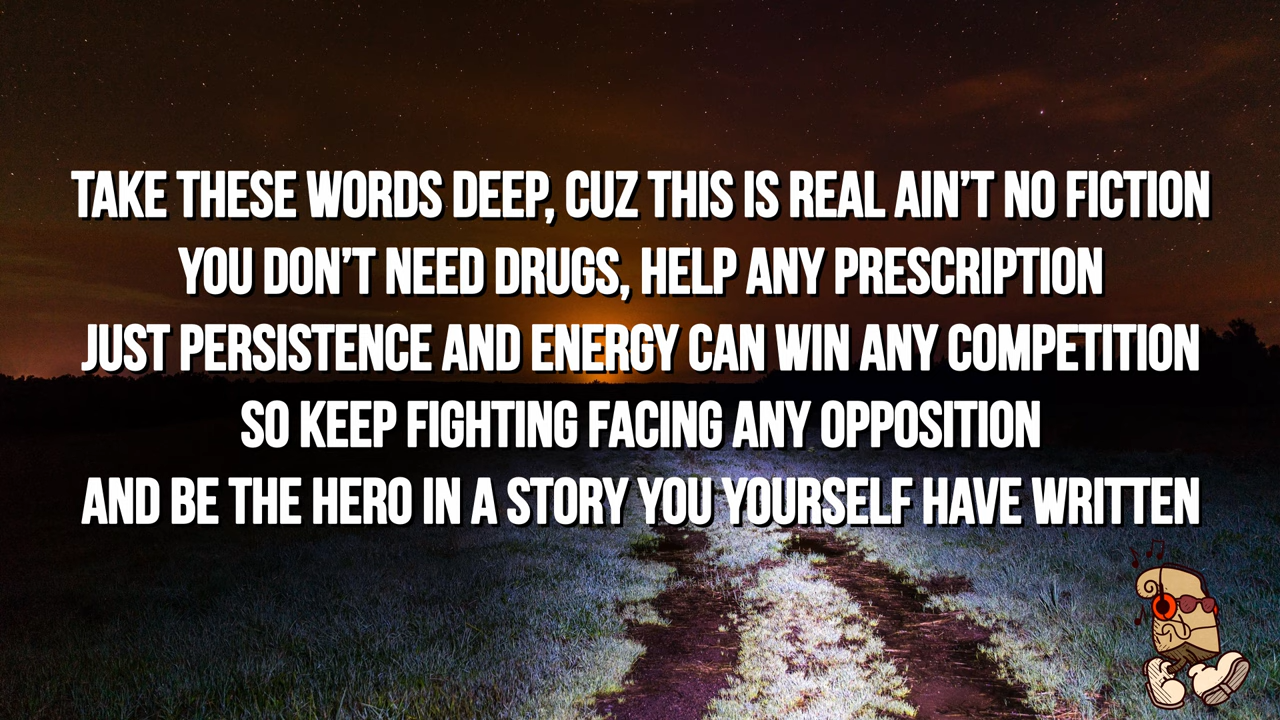 TAKE THESE WORDS DEEP, CUZ THIS IS REAL AIN'T NO FICTION
YOU DON'T NEED DRUGS, HELP ANY PRESCRIPTION
JUST PERSISTENCE AND ENERGY CAN WIN ANY COMPETITION
SO KEEP FIGHTING FACING ANY OPPOSITION
AND BE THE HERO IN A STORY YOU YOURSELF HAVE WRITTEN